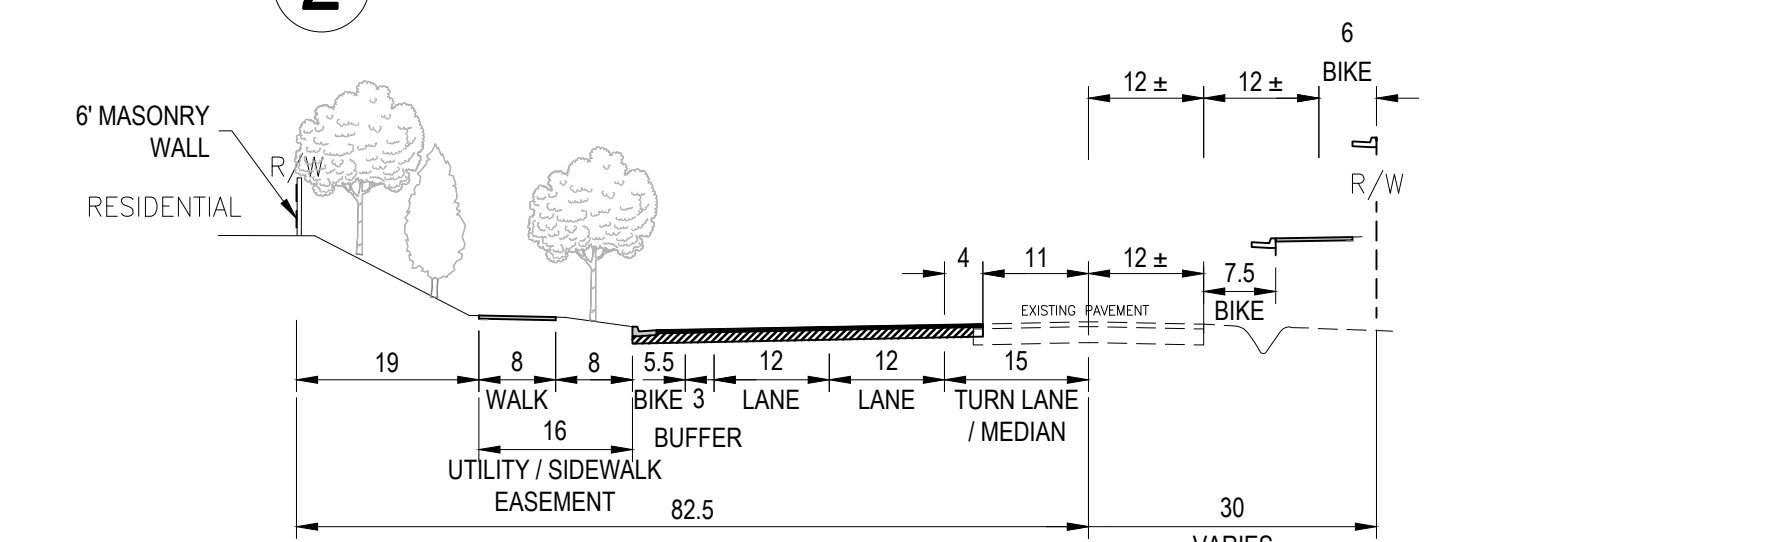 2
6
BIKE
12 ±
12 ±
6' MASONRY
WALL
R/W
R/W
RESIDENTIAL
4
11
12 ±
7.5
BIKE
EXISTING PAVEMENT
19
8
8
5.5
12
12
15
WALK
BIKE
3
LANE
LANE
TURN LANE
/ MEDIAN
BUFFER
16
UTILITY / SIDEWALK
EASEMENT
82.5
30
VARIES